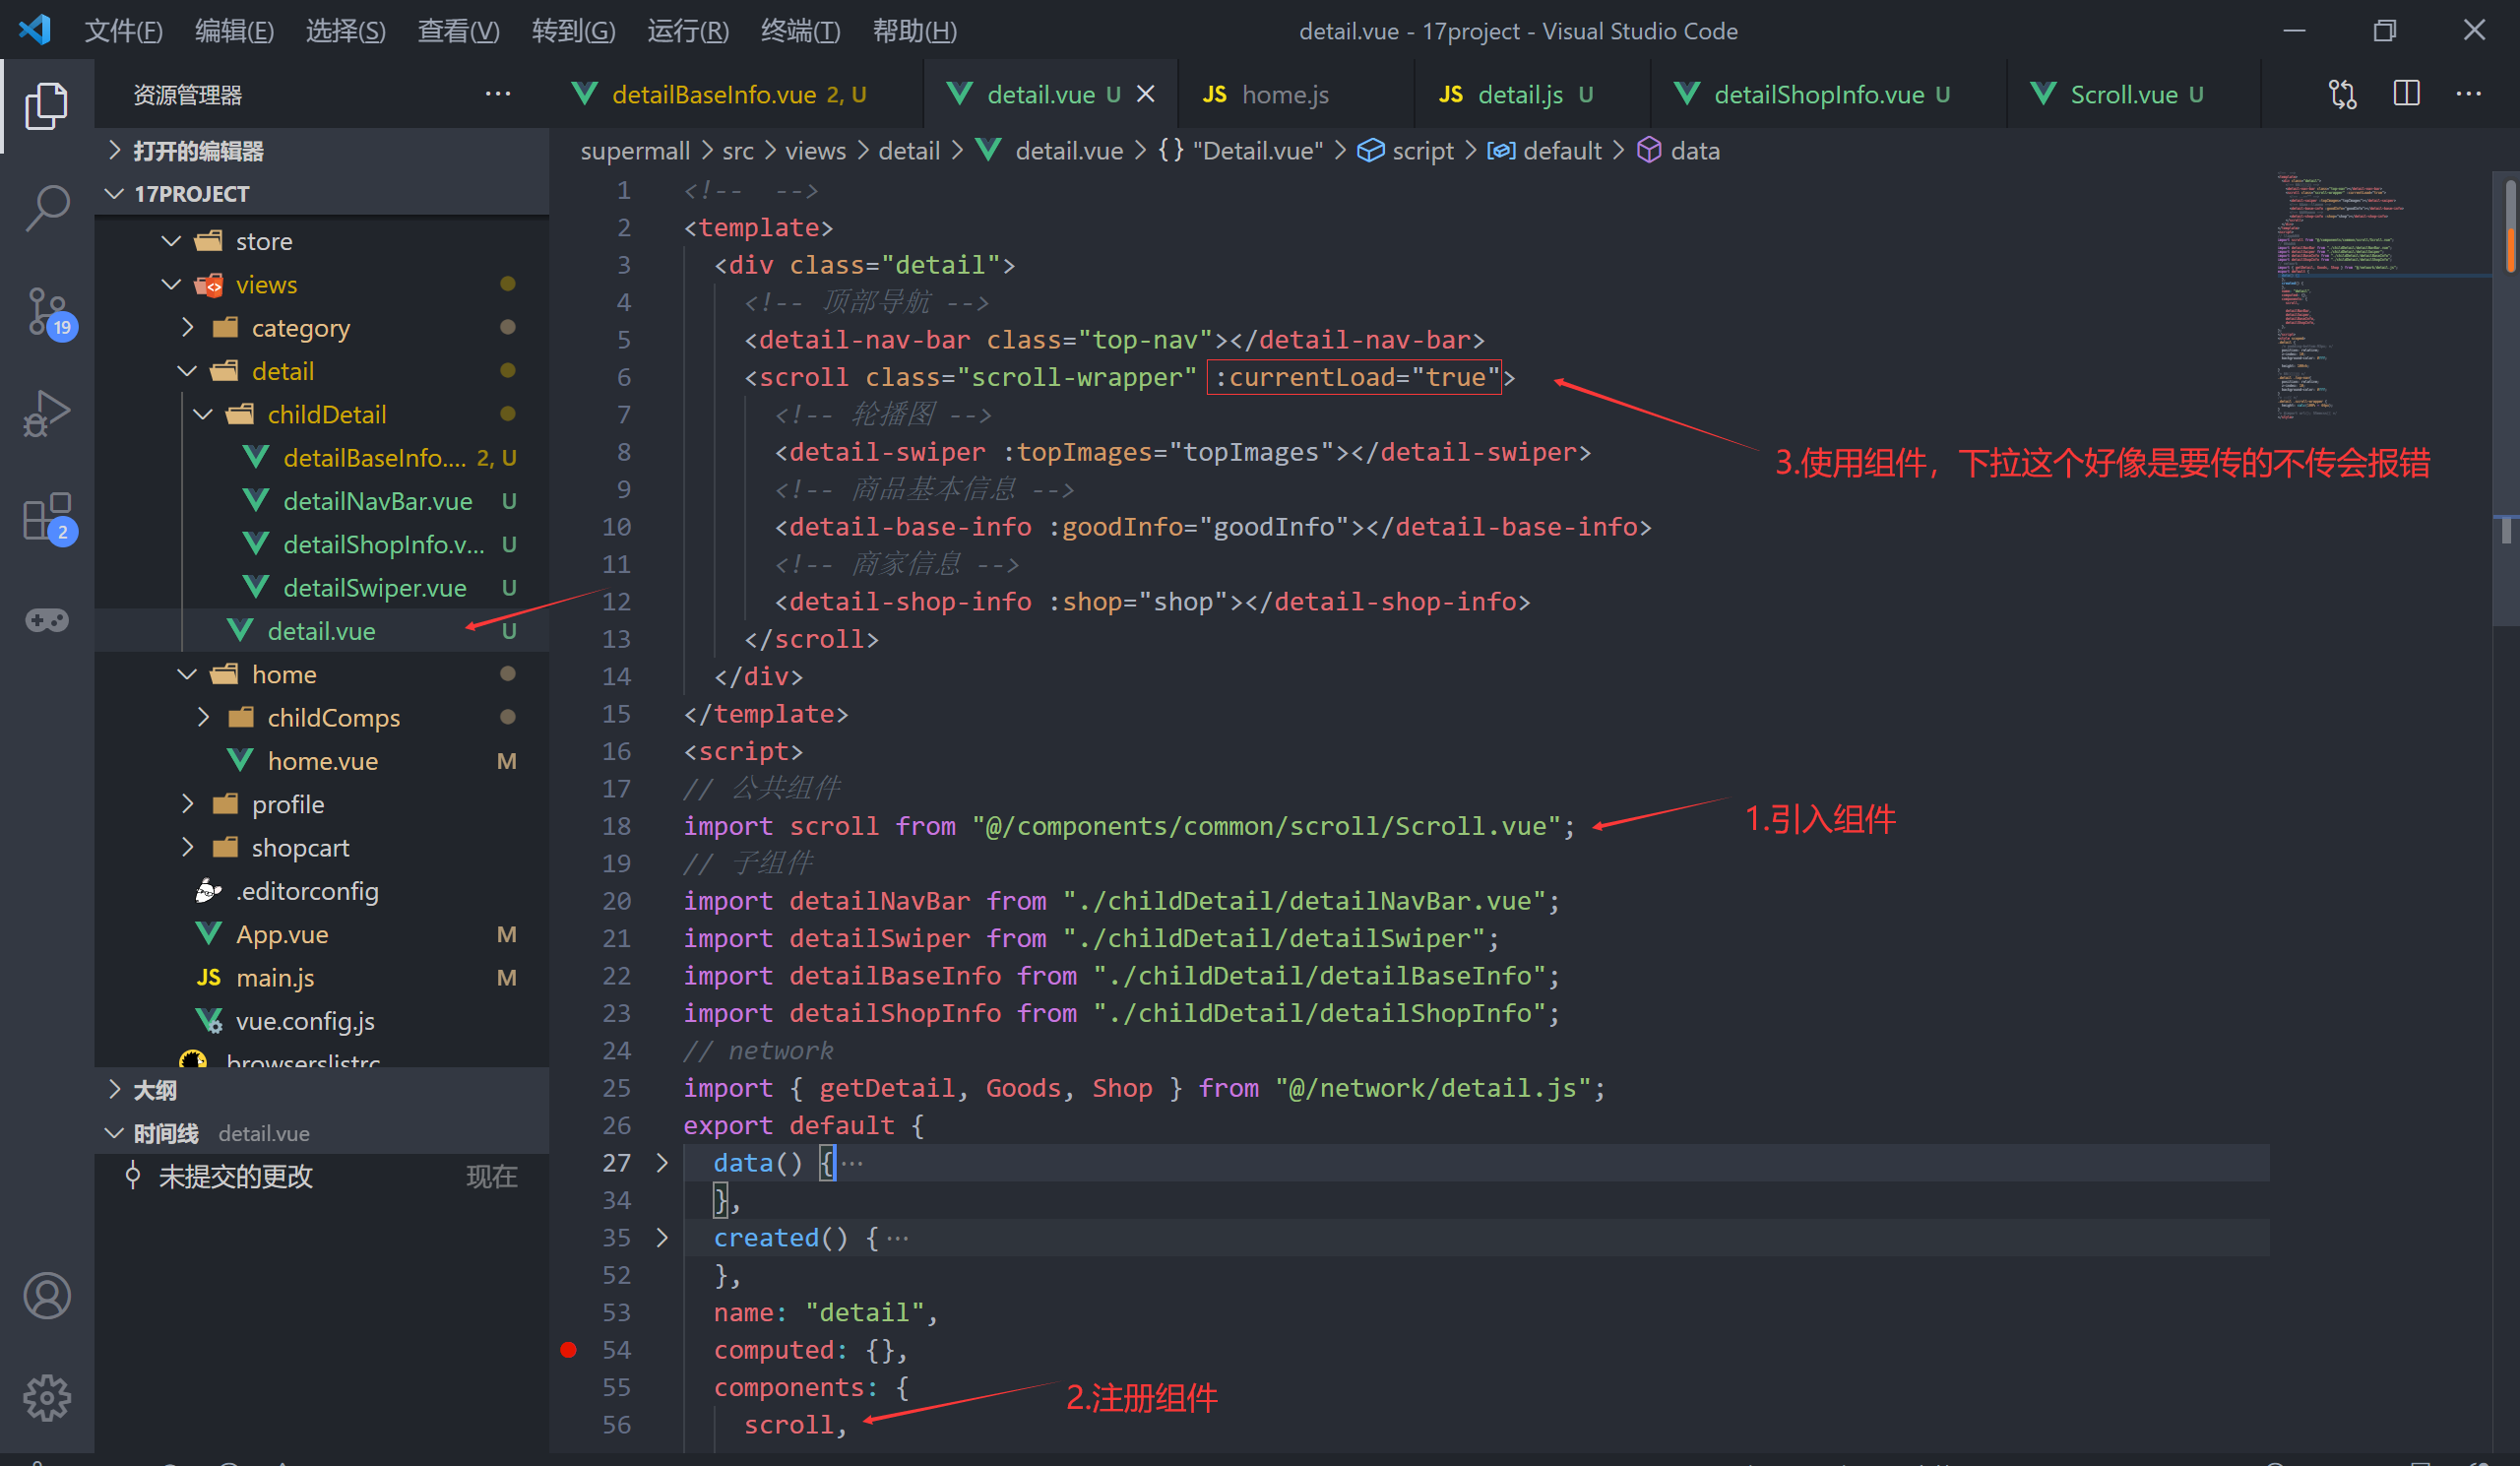 文件(F) 编辑(E) 选择(S) 查看(V) 转到(G) 运行(R) 终端(T) 帮助(H) detail.vue - 17project - Visual Studio Code
资源管理器 ···
detailBaseInfo.vue 2, U detail.vue U JS home.js JS detail.js U detailShopInfo.vue U Scroll.vue U
supermall > src > views > detail > detail.vue > {} "Detail.vue" > script > default > data
打开的编辑器
17PROJECT
store
views
category
detail
childDetail
detailBaseInfo.... 2, U
detailNavBar.vue U
detailShopInfo.v... U
detailSwiper.vue U
detail.vue U
home
childComps
home.vue M
profile
shopcart
.editorconfig
App.vue M
JS main.js M
vue.config.js
browserslistrc
大纲
时间线 detail.vue
未提交的更改 现在
19
2
1 <!--  -->
2 <template>
3 <div class="detail">
4 <!-- 顶部导航 -->
5 <detail-nav-bar class="top-nav"></detail-nav-bar>
6 <scroll class="scroll-wrapper" :currentLoad="true">
7 <!-- 轮播图 -->
8 <detail-swiper :topImages="topImages"></detail-swiper>
9 <!-- 商品基本信息 -->
10 <detail-base-info :goodInfo="goodInfo"></detail-base-info>
11 <!-- 商家信息 -->
12 <detail-shop-info :shop="shop"></detail-shop-info>
13 </scroll>
14 </div>
15 </template>
16 <script>
17 // 公共组件
18 import scroll from "@/components/common/scroll/Scroll.vue";
19 // 子组件
20 import detailNavBar from "./childDetail/detailNavBar.vue";
21 import detailSwiper from "./childDetail/detailSwiper";
22 import detailBaseInfo from "./childDetail/detailBaseInfo";
23 import detailShopInfo from "./childDetail/detailShopInfo";
24 // network
25 import { getDetail, Goods, Shop } from "@/network/detail.js";
26 export default {
27 data() {···
34 },
35 created() {···
52 },
53 name: "detail",
54 computed: {},
55 components: {
56 scroll,
3.使用组件，下拉这个好像是要传的不传会报错
1.引入组件
2.注册组件